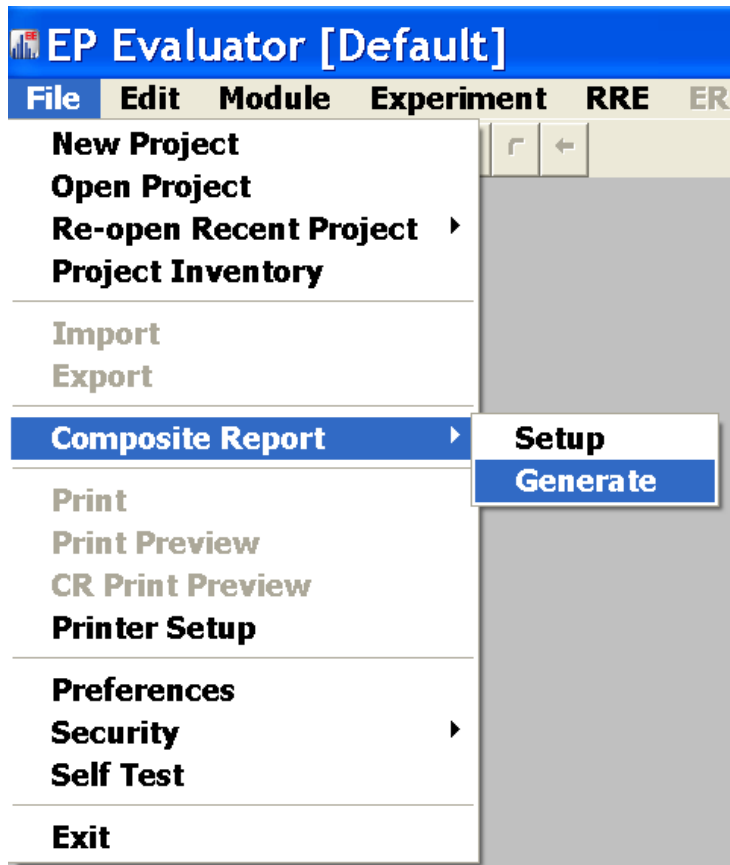 EP Evaluator [Default]
File Edit Module Experiment RRE ER
New Project
Open Project
Re-open Recent Project
Project Inventory
Import
Export
Composite Report
Setup
Generate
Print
Print Preview
CR Print Preview
Printer Setup
Preferences
Security
Self Test
Exit